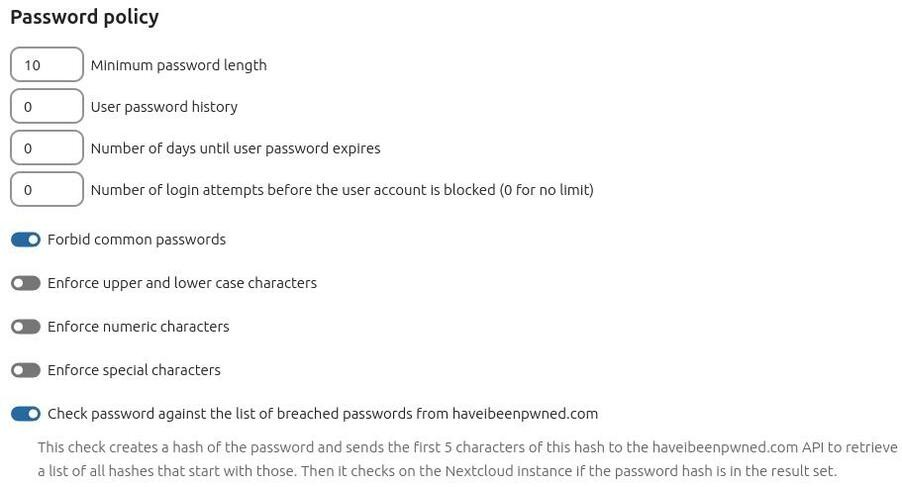 Password policy
10 Minimum password length
0 User password history
0 Number of days until user password expires
0 Number of login attempts before the user account is blocked (0 for no limit)
Forbid common passwords
Enforce upper and lower case characters
Enforce numeric characters
Enforce special characters
Check password against the list of breached passwords from haveibeenpwned.com
This check creates a hash of the password and sends the first 5 characters of this hash to the haveibeenpwned.com API to retrieve
a list of all hashes that start with those. Then it checks on the Nextcloud instance if the password hash is in the result set.